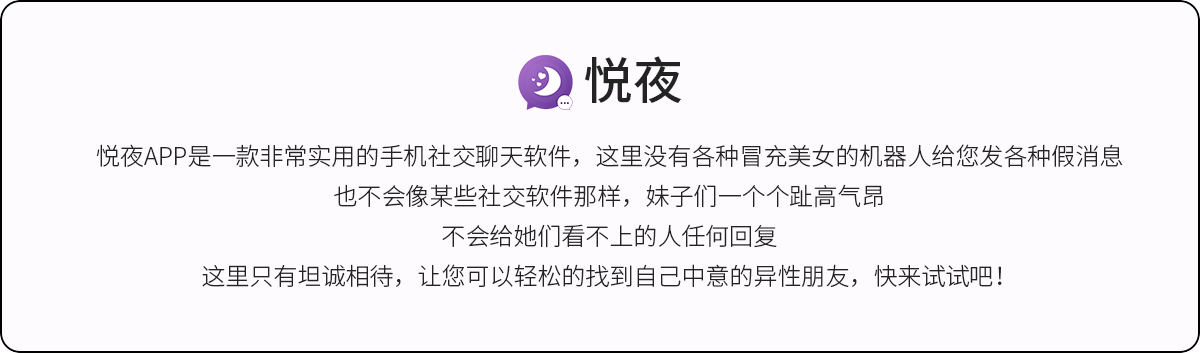 悦夜
悦夜APP是一款非常实用的手机社交聊天软件，这里没有各种冒充美女的机器人给您发各种假消息
也不会像某些社交软件那样，妹子们一个个趾高气昂
不会给她们看不上的人任何回复
这里只有坦诚相待，让您可以轻松的找到自己中意的异性朋友，快来试试吧！